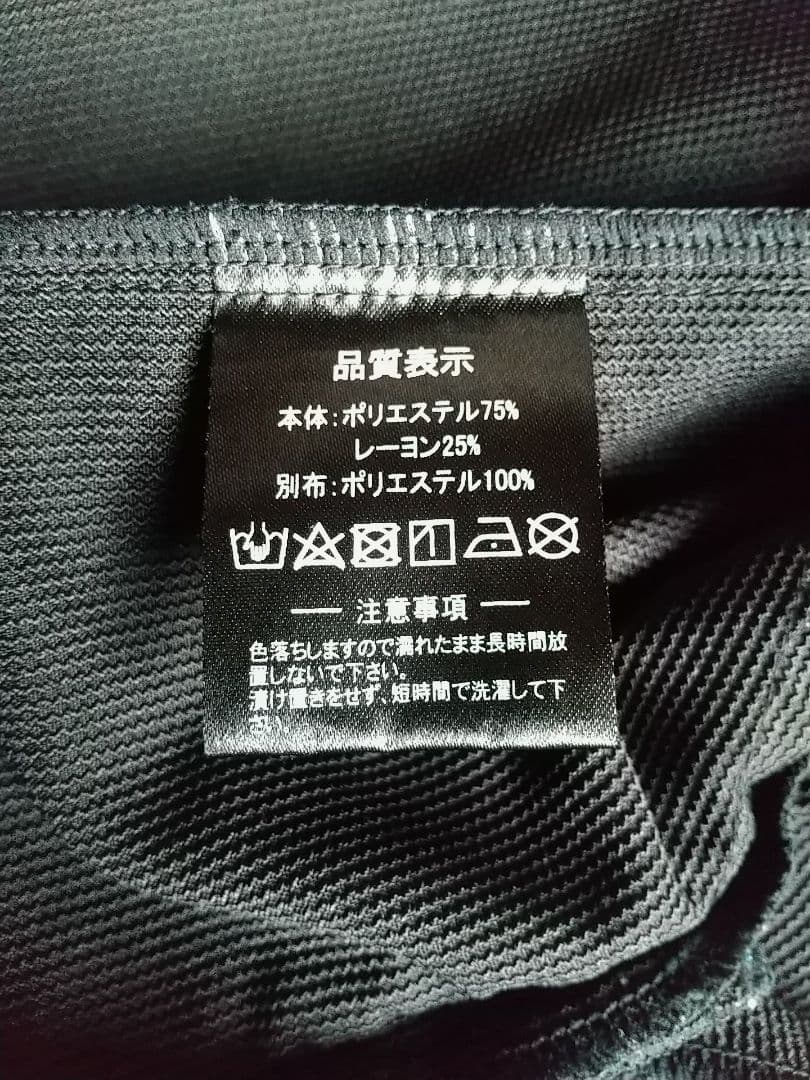 品質表示
本体:ポリエステル75%
レーヨン25%
別布:ポリエステル100%
注意事項
色落ちしますので濡れたまま長時間放
置しないで下さい。
漬け置きをせず、短時間で洗濯して下
さい。